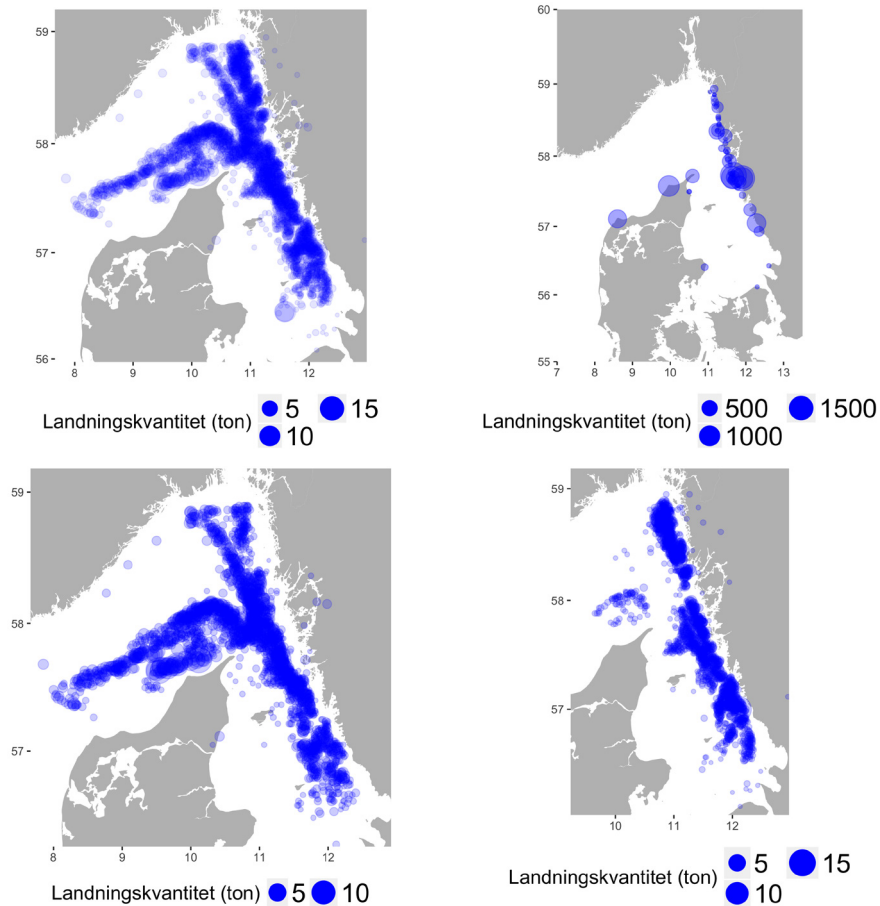 59
58
57
56
8 9 10 11 12
Landningskvantitet (ton) 5 15
10
60
59
58
57
56
55
7 8 9 10 11 12 13
Landningskvantitet (ton) 500 1500
1000
59
58
57
8 9 10 11 12
Landningskvantitet (ton) 5 10
59
58
57
10 11 12
Landningskvantitet (ton) 5 15
10